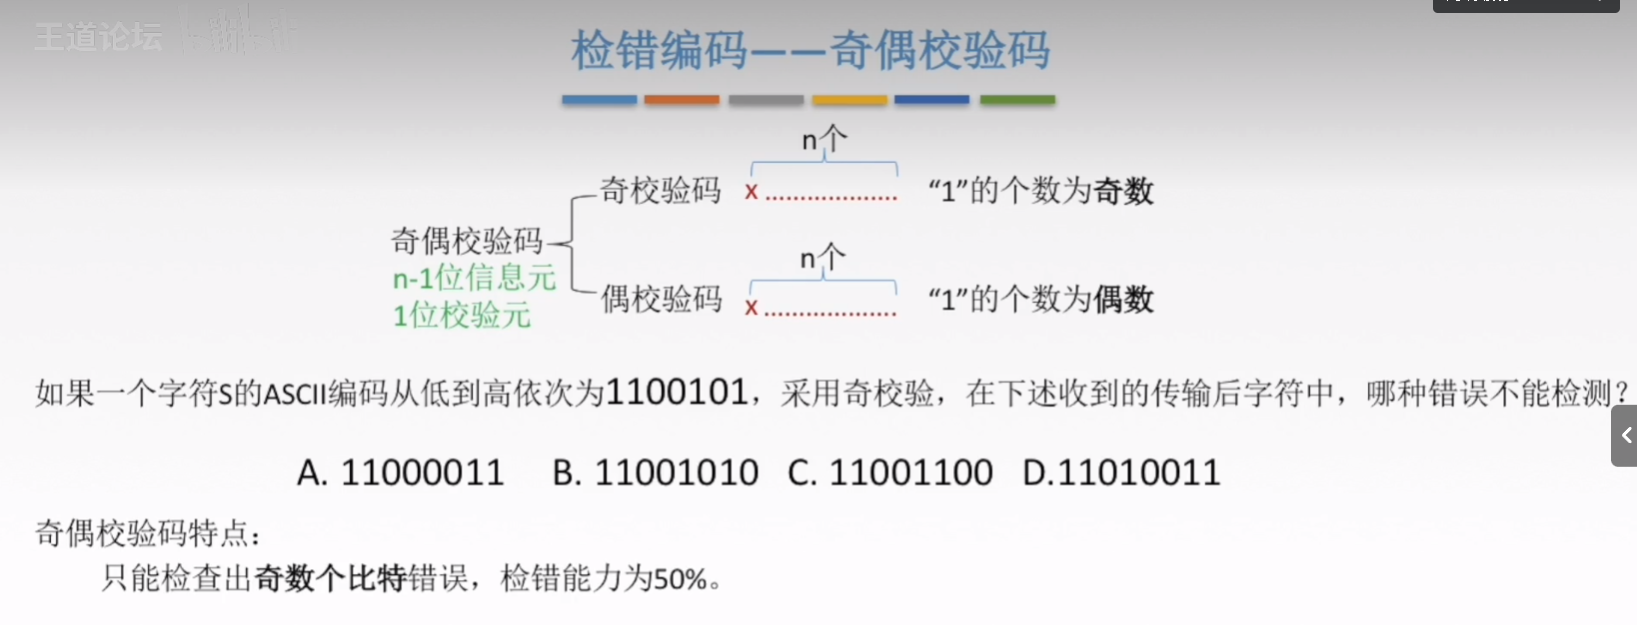 王道论坛
检错编码——奇偶校验码
n个
奇校验码 x ................... “1”的个数为奇数
奇偶校验码
n-1位信息元
1位校验元
n个
偶校验码 x ................... “1”的个数为偶数
如果一个字符S的ASCII编码从低到高依次为1100101，采用奇校验，在下述收到的传输后字符中，哪种错误不能检测？
A. 11000011 B. 11001010 C. 11001100 D.11010011
奇偶校验码特点：
只能检查出奇数个比特错误，检错能力为50%。